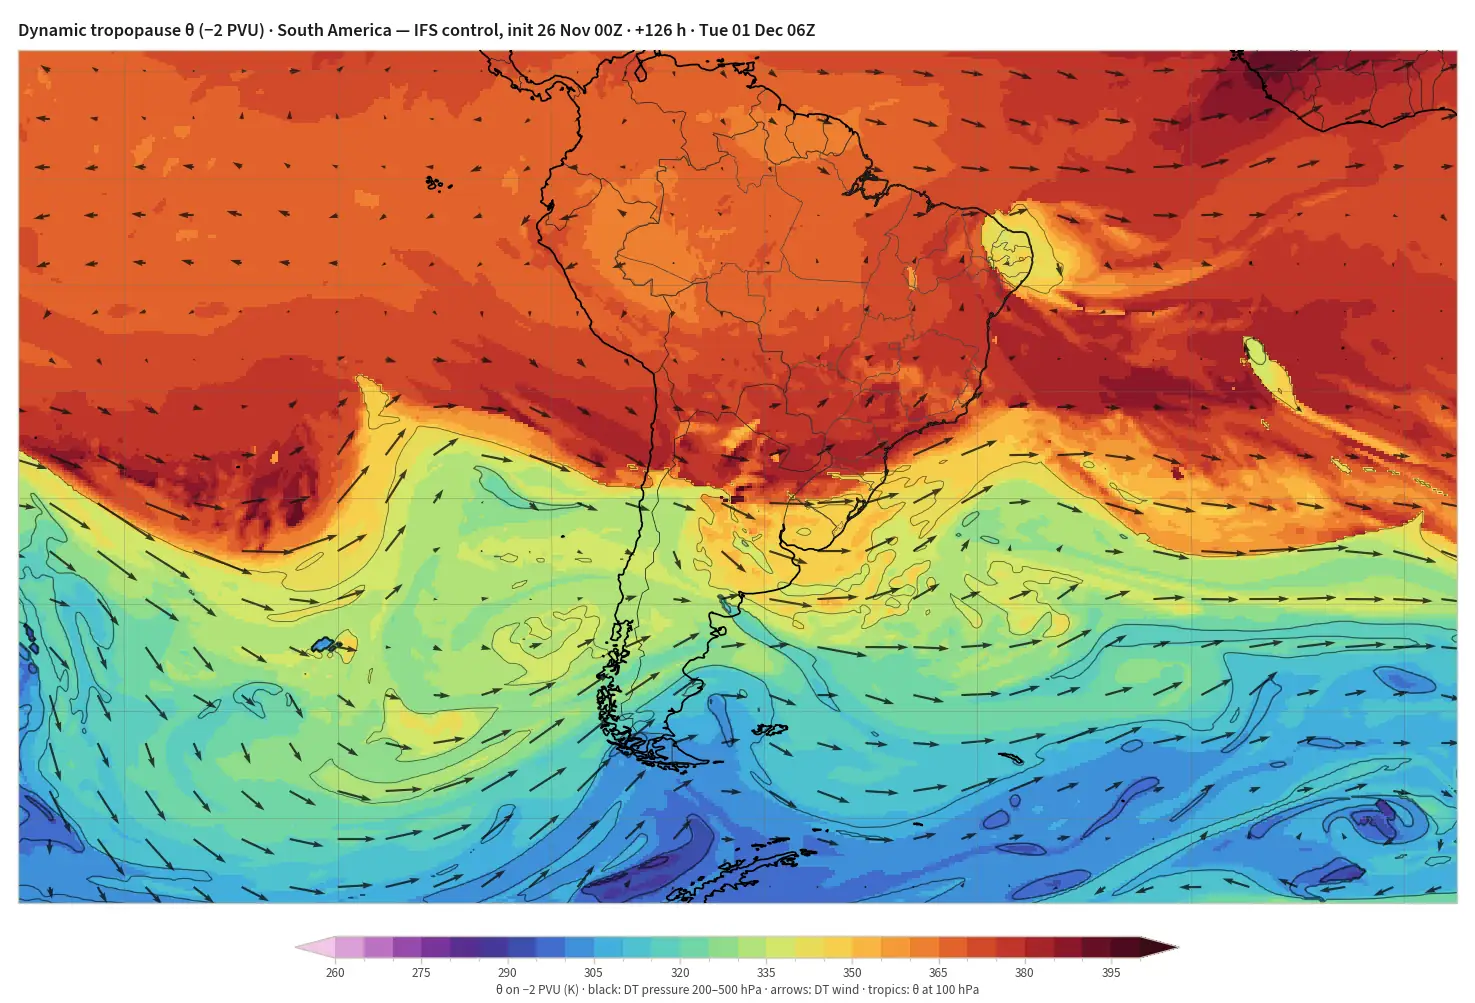 Dynamic tropopause θ (−2 PVU) · South America — IFS control, init 26 Nov 00Z · +126 h · Tue 01 Dec 06Z
260 275 290 305 320 335 350 365 380 395
θ on −2 PVU (K) · black: DT pressure 200–500 hPa · arrows: DT wind · tropics: θ at 100 hPa